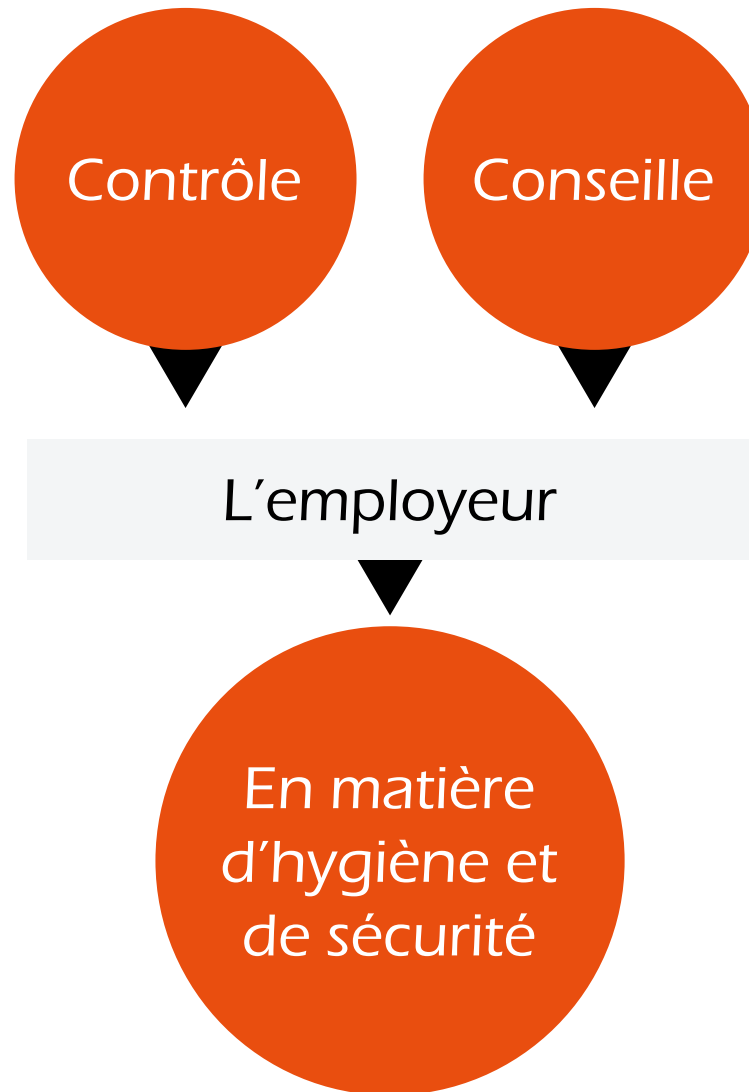 Contrôle
Conseille
L’employeur
En matière
d’hygiène et
de sécurité